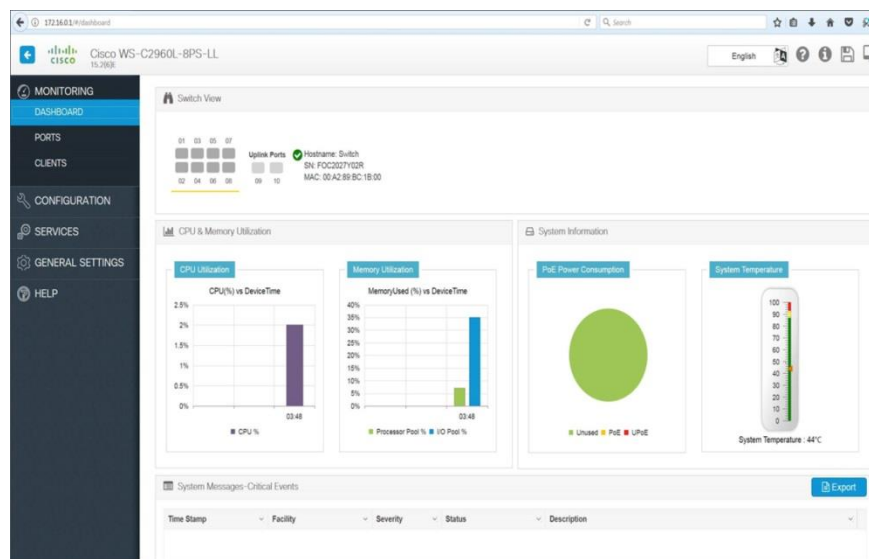 172.16.0.1/#/dashboard
Search
CISCO
Cisco WS-C2960L-8PS-LL
15.2(6)E
English
MONITORING
DASHBOARD
PORTS
CLIENTS
CONFIGURATION
SERVICES
GENERAL SETTINGS
HELP
Switch View
01 03 05 07
02 04 06 08
Uplink Ports
09 10
Hostname: Switch
SN: FOC2027Y02R
MAC: 00:A2:89:BC:1B:00
CPU & Memory Utilization
CPU Utilization
CPU(%) vs DeviceTime
2.5%
2%
1.5%
1%
0.5%
0%
03:48
CPU %
Memory Utilization
MemoryUsed (%) vs DeviceTime
40%
35%
30%
25%
20%
15%
10%
5%
0%
03:48
Processor Pool % I/O Pool %
System Information
PoE Power Consumption
Unused PoE UPoE
System Temperature
100
90
80
70
60
50
40
30
20
10
0
System Temperature : 44°C
System Messages-Critical Events
Export
Time Stamp Facility Severity Status Description